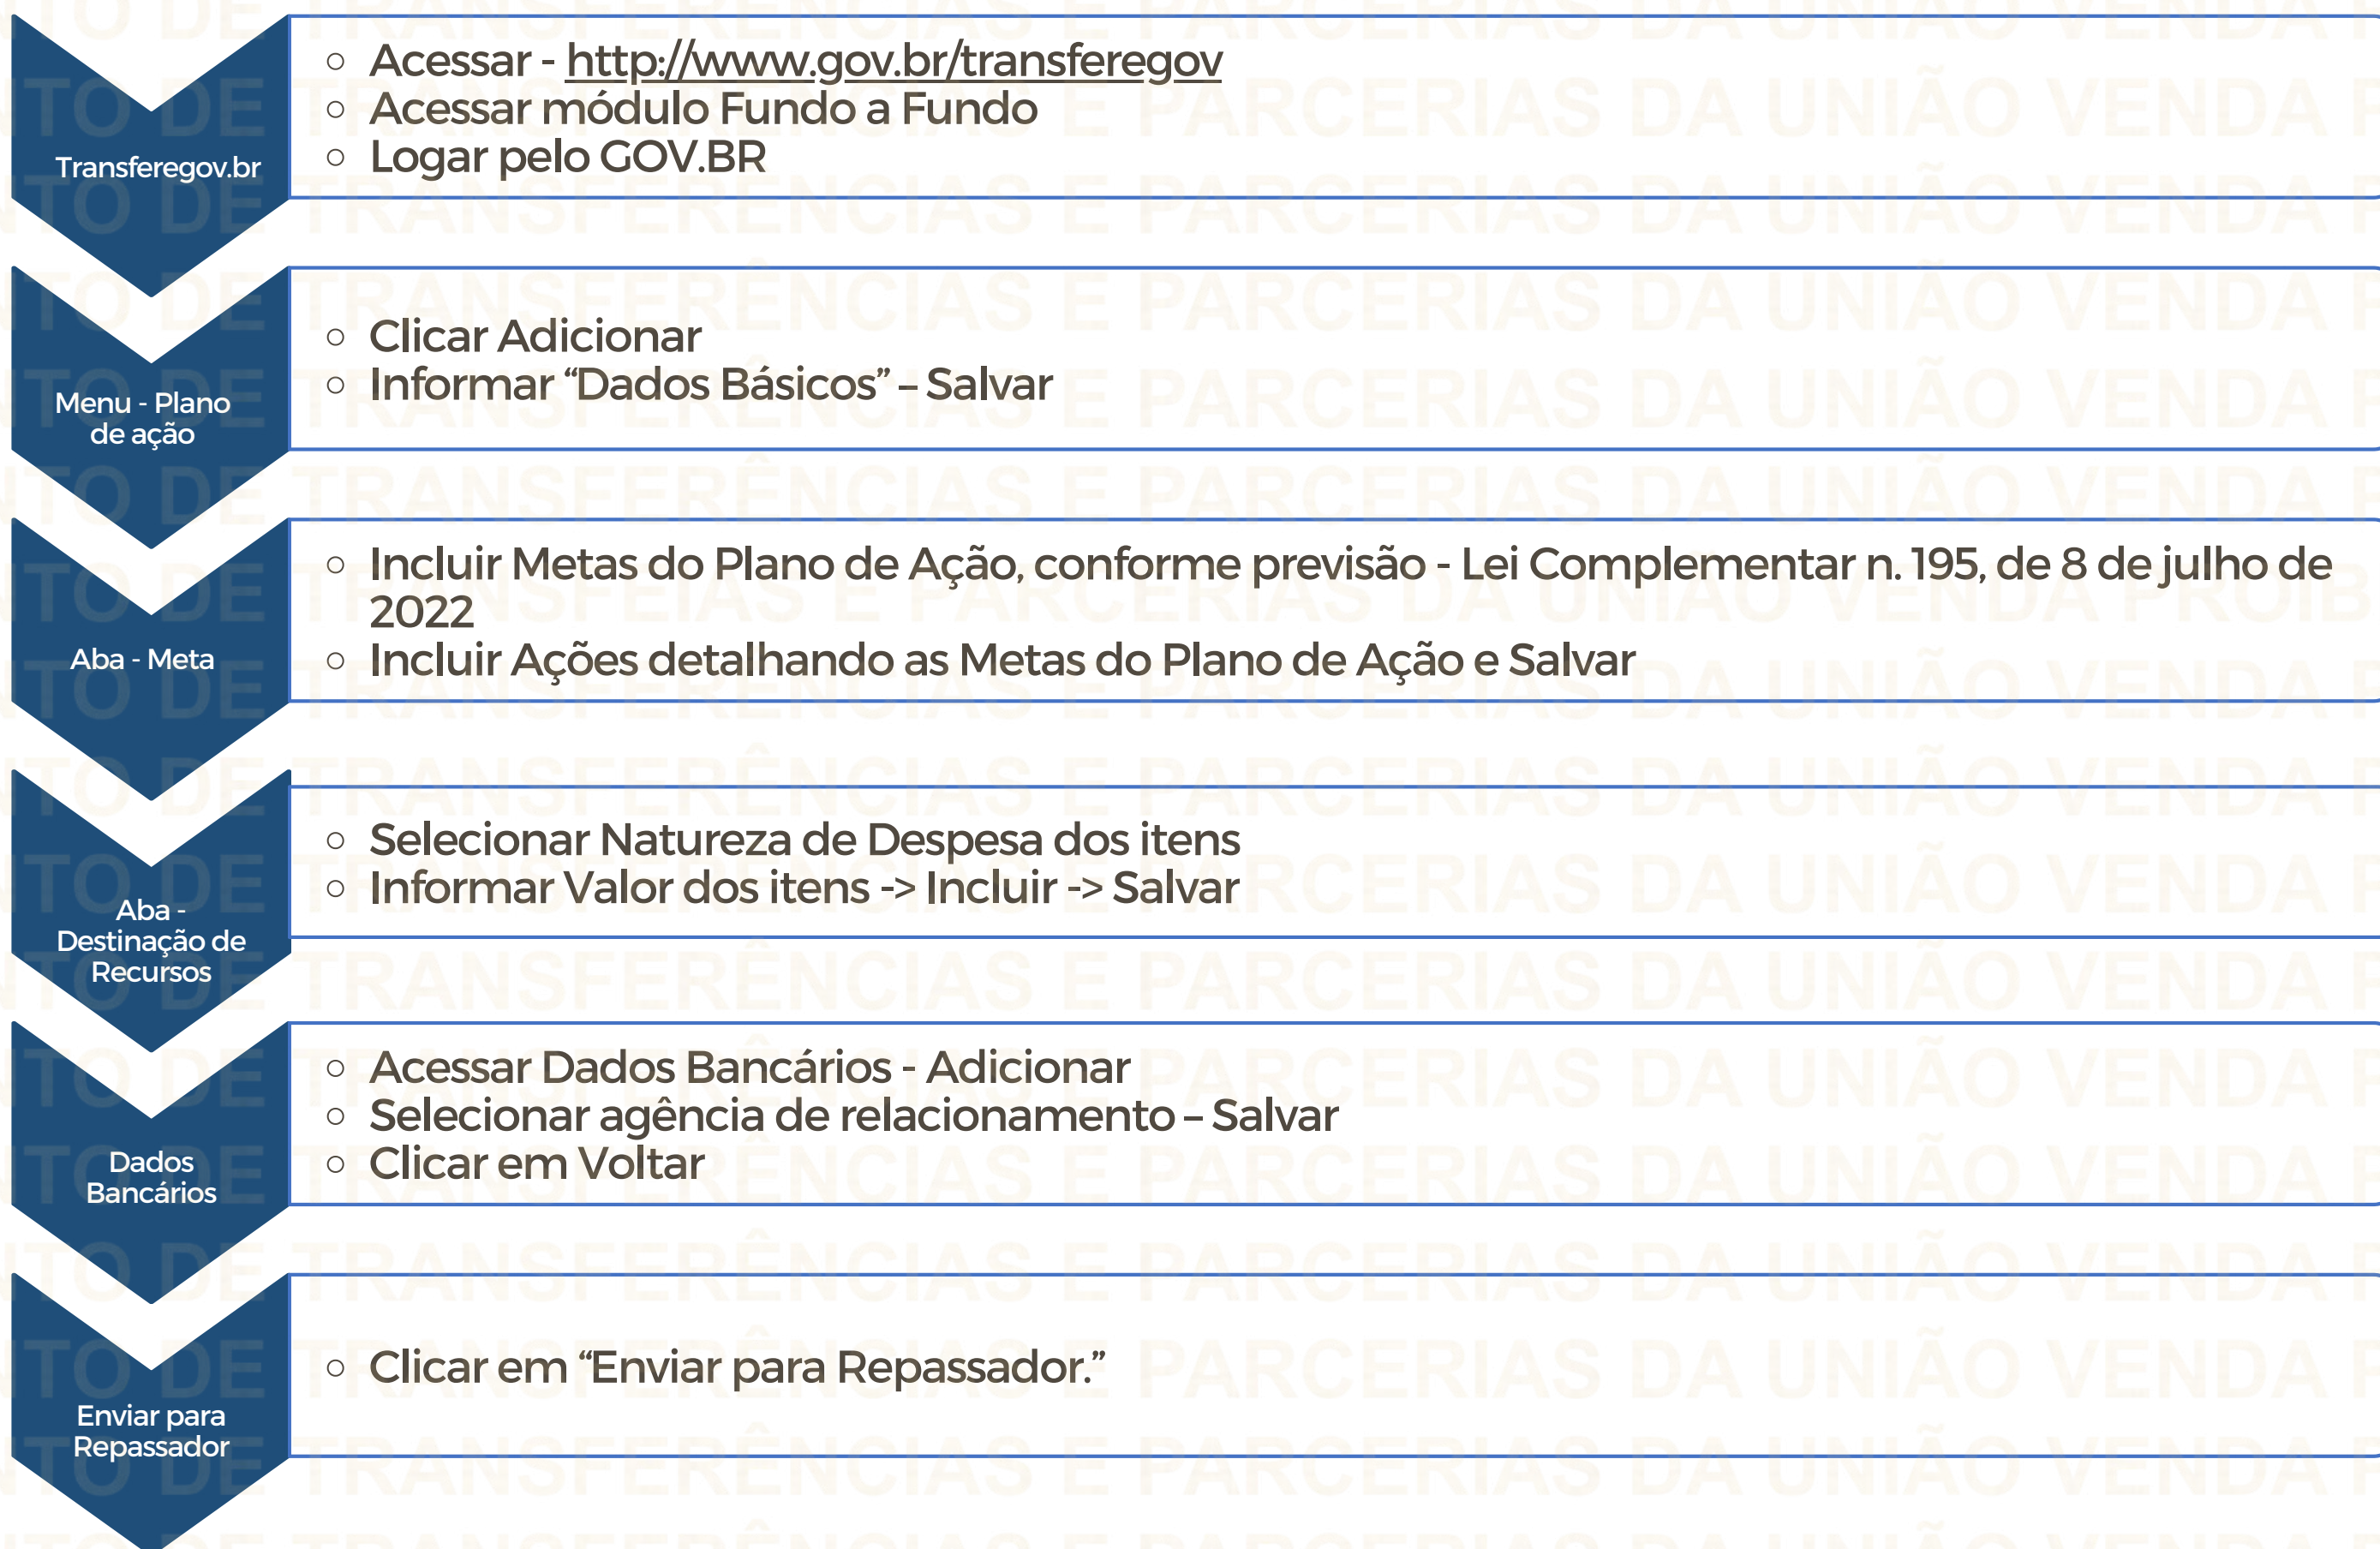 Transferegov.br
○ Acessar - http://www.gov.br/transferegov
○ Acessar módulo Fundo a Fundo
○ Logar pelo GOV.BR
Menu - Plano
de ação
○ Clicar Adicionar
○ Informar “Dados Básicos” – Salvar
Aba - Meta
○ Incluir Metas do Plano de Ação, conforme previsão - Lei Complementar n. 195, de 8 de julho de
2022
○ Incluir Ações detalhando as Metas do Plano de Ação e Salvar
Aba -
Destinação de
Recursos
○ Selecionar Natureza de Despesa dos itens
○ Informar Valor dos itens -> Incluir -> Salvar
Dados
Bancários
○ Acessar Dados Bancários - Adicionar
○ Selecionar agência de relacionamento – Salvar
○ Clicar em Voltar
Enviar para
Repassador
○ Clicar em “Enviar para Repassador.”